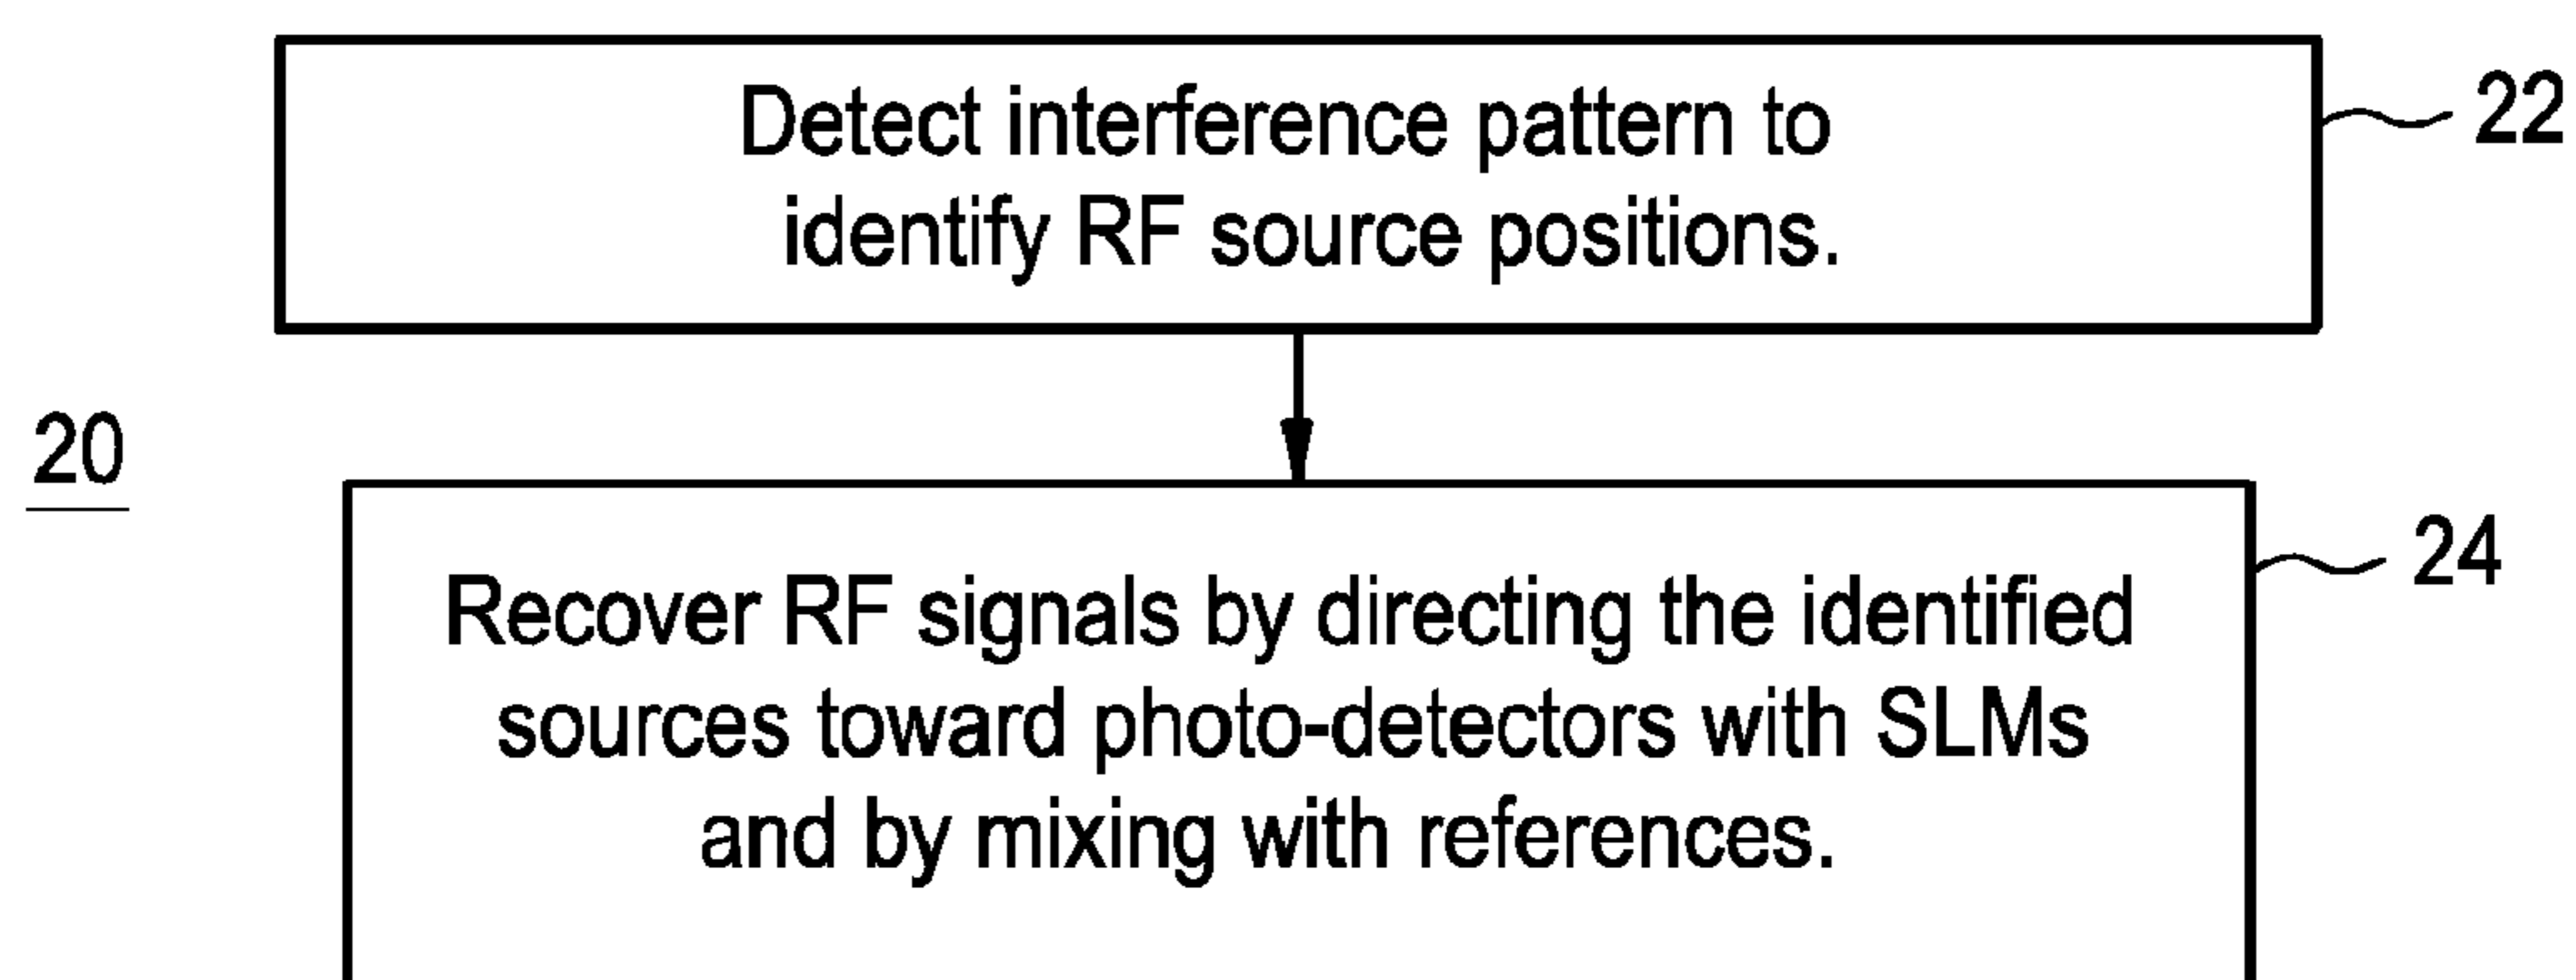 Detect interference pattern to
identify RF source positions.
22
20
Recover RF signals by directing the identified
sources toward photo-detectors with SLMs
and by mixing with references.
24